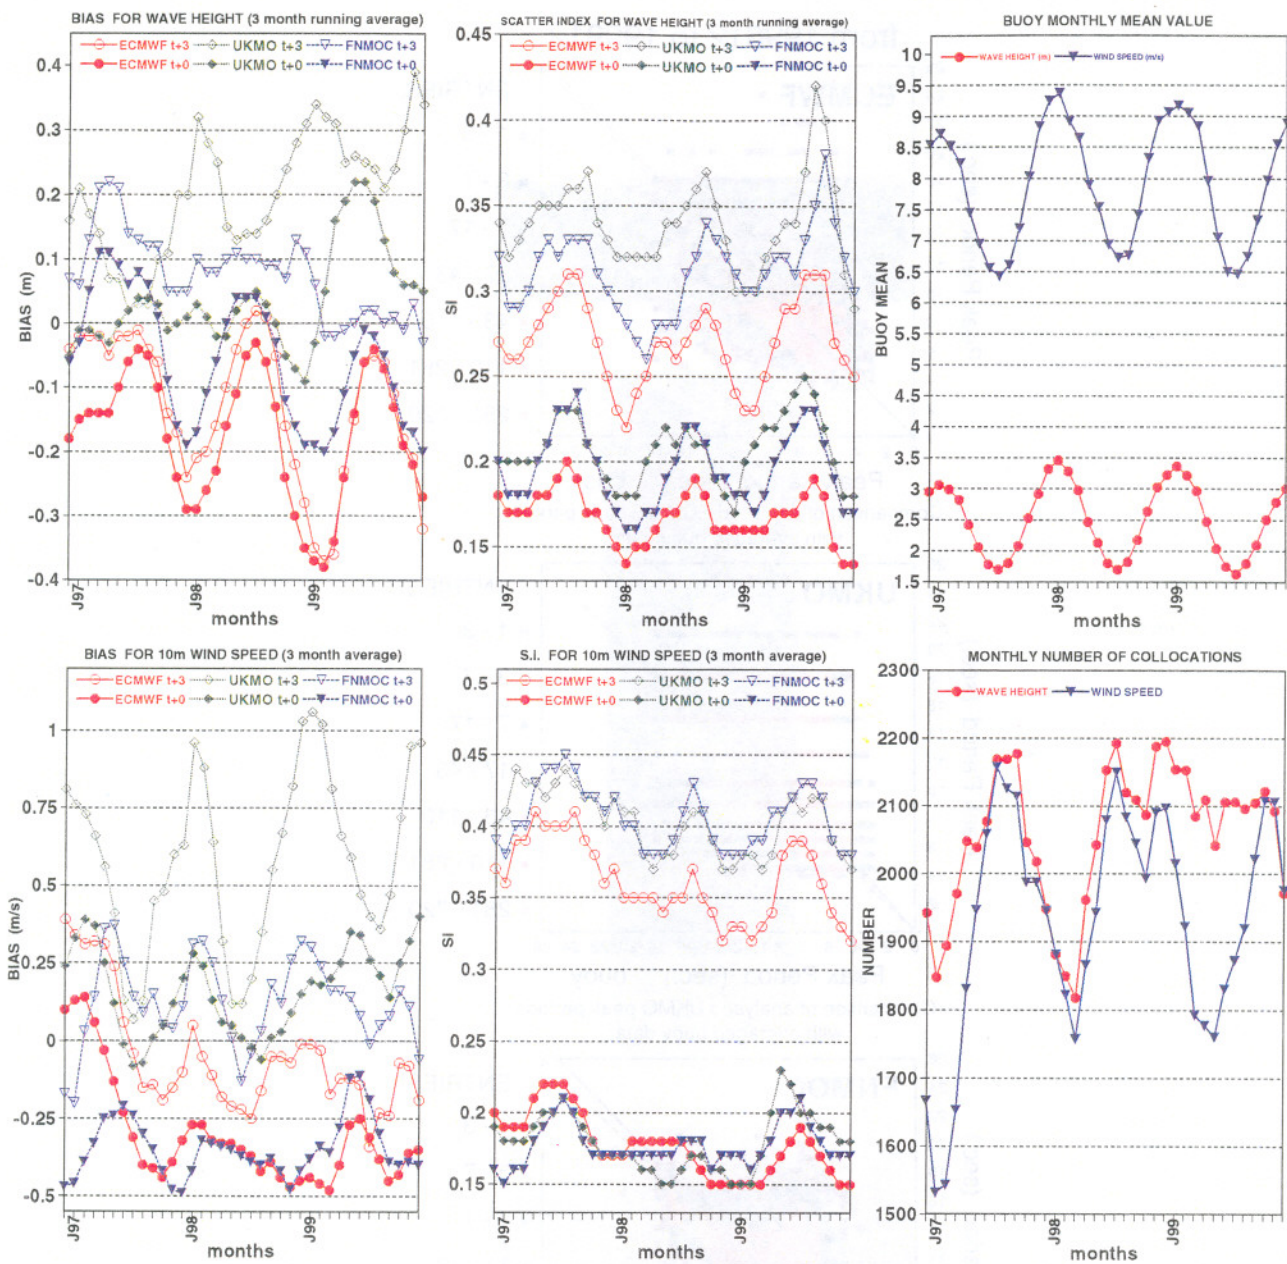 BIAS FOR WAVE HEIGHT (3 month running average)
ECMWF t+3 UKMO t+3 FNMOC t+3
ECMWF t+0 UKMO t+0 FNMOC t+0
0.4
0.3
0.2
0.1
0
-0.1
-0.2
-0.3
-0.4
BIAS (m)
J97 J98 J99
months
SCATTER INDEX FOR WAVE HEIGHT (3 month running average)
ECMWF t+3 UKMO t+3 FNMOC t+3
ECMWF t+0 UKMO t+0 FNMOC t+0
0.45
0.4
0.35
0.3
0.25
0.2
0.15
SI
J97 J98 J99
months
BUOY MONTHLY MEAN VALUE
WAVE HEIGHT (m) WIND SPEED (m/s)
10
9.5
9
8.5
8
7.5
7
6.5
6
5.5
5
4.5
4
3.5
3
2.5
2
1.5
BUOY MEAN
J97 J98 J99
months
BIAS FOR 10m WIND SPEED (3 month average)
ECMWF t+3 UKMO t+3 FNMOC t+3
ECMWF t+0 UKMO t+0 FNMOC t+0
1
0.75
0.5
0.25
0
-0.25
-0.5
BIAS (m/s)
J97 J98 J99
months
S.i. FOR 10m WIND SPEED (3 month average)
ECMWF t+3 UKMO t+3 FNMOC t+3
ECMWF t+0 UKMO t+0 FNMOC t+0
0.5
0.45
0.4
0.35
0.3
0.25
0.2
0.15
SI
J97 J98 J99
months
MONTHLY NUMBER OF COLLOCATIONS
WAVE HEIGHT WIND SPEED
2300
2200
2100
2000
1900
1800
1700
1600
1500
NUMBER
J97 J98 J99
months